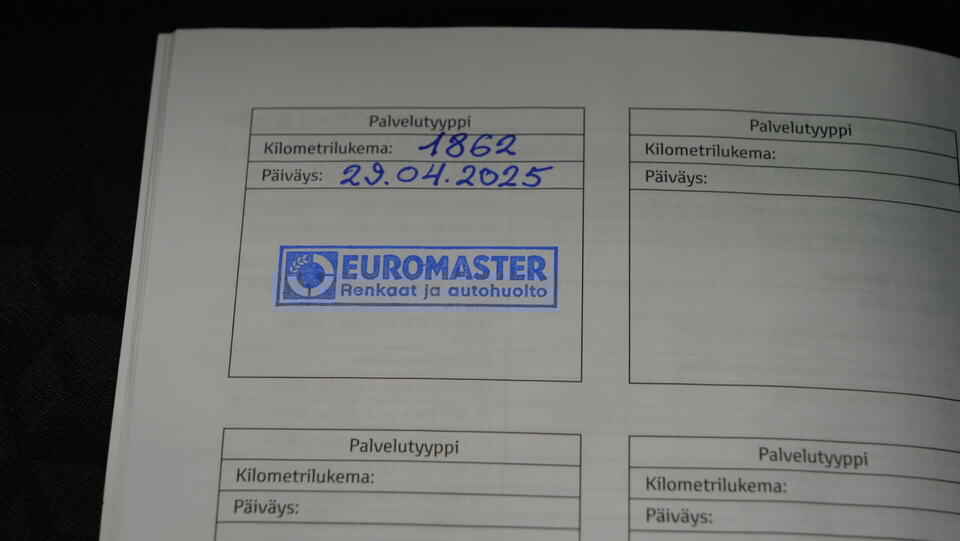 Palvelutyyppi
Kilometrilukema: 1862
Päiväys: 29.04.2025
EUROMASTER
Renkaat ja autohuolto
Palvelutyyppi
Kilometrilukema:
Päiväys:
Palvelutyyppi
Kilometrilukema:
Päiväys:
Palvelutyyppi
Kilometrilukema:
Päiväys: